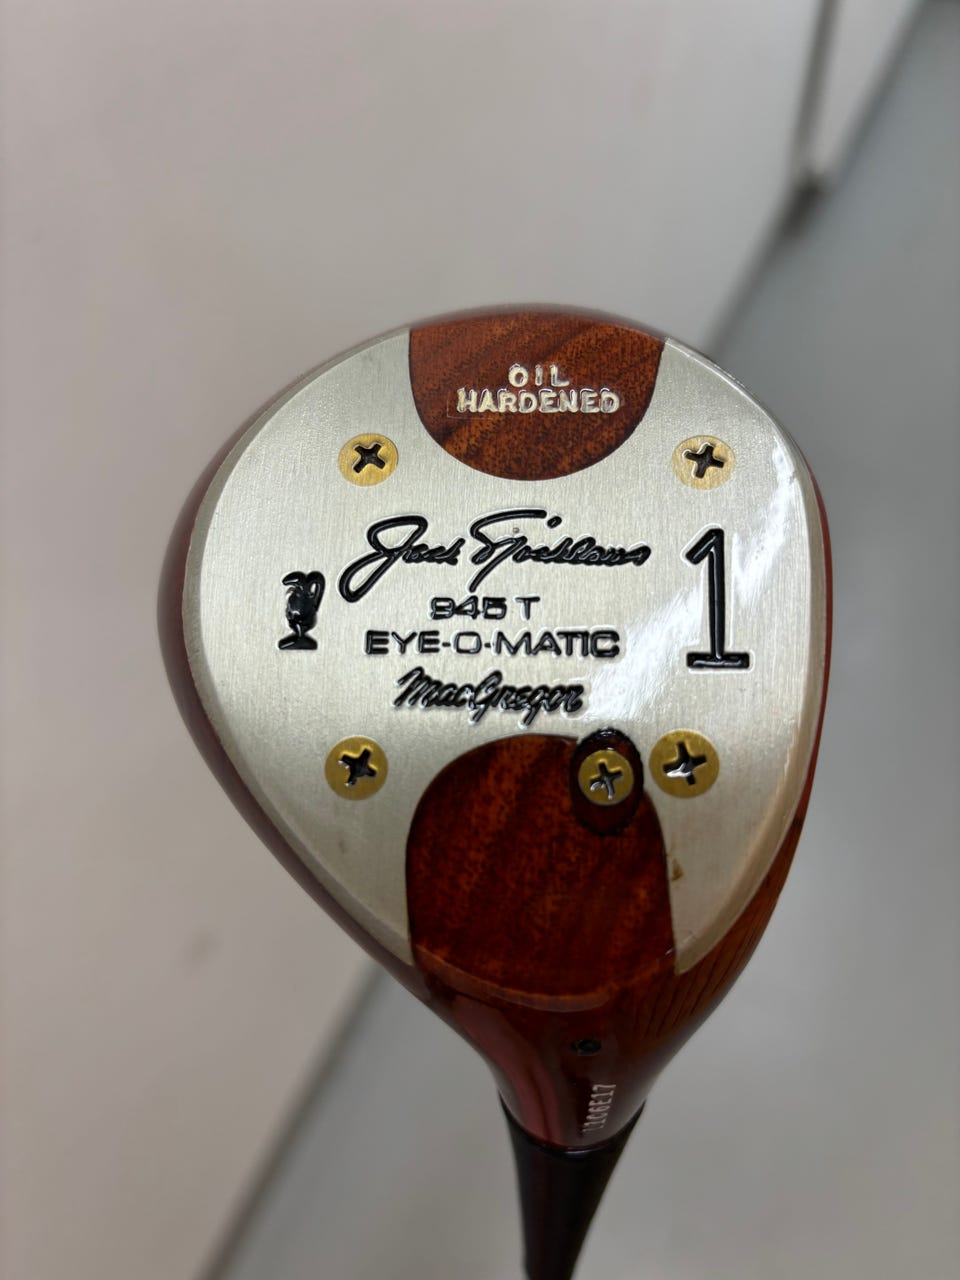 OIL
HARDENED
Jack Nicklaus
1
945 T
EYE-O-MATIC
MacGregor